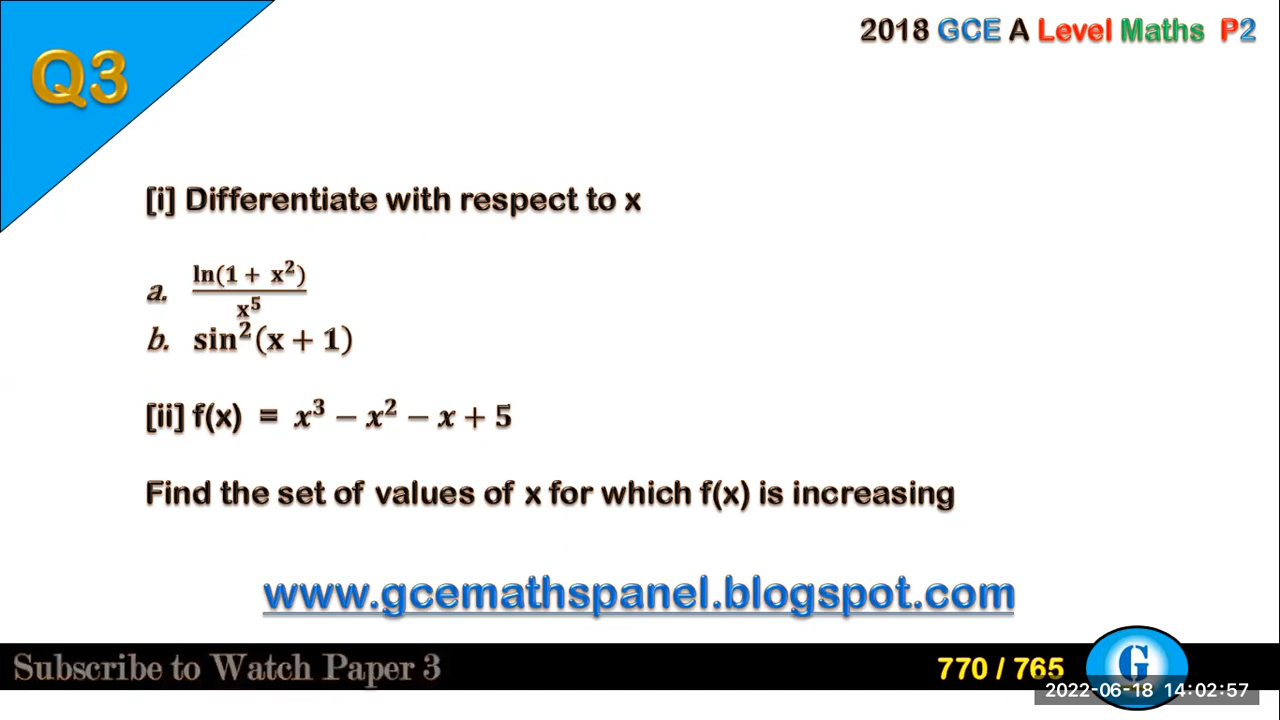 Q3
2018 GCE A Level Maths P2
[i] Differentiate with respect to x
a. ln(1 + x²)
x⁵
b. sin²(x + 1)
[ii] f(x) ≡ x³ − x² − x + 5
Find the set of values of x for which f(x) is increasing
www.gcemathspanel.blogspot.com
Subscribe to Watch Paper 3
770 / 765
G
2022-06-18 14:02:57